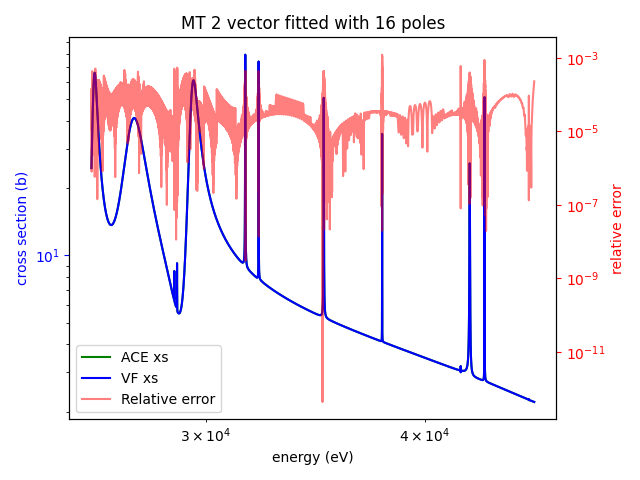 MT 2 vector fitted with 16 poles
cross section (b)
10¹
10⁻³
10⁻⁵
10⁻⁷
10⁻⁹
10⁻¹¹
relative error
ACE xs
VF xs
Relative error
3 × 10⁴
4 × 10⁴
energy (eV)